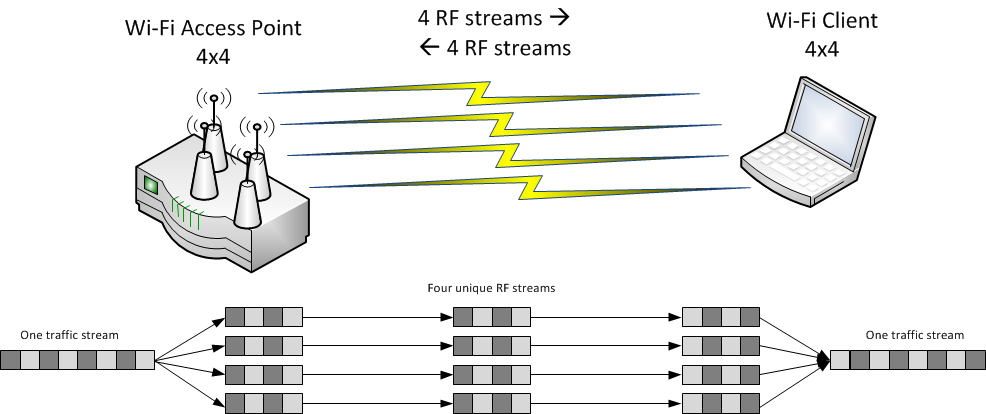 Wi-Fi Access Point
4x4
4 RF streams →
← 4 RF streams
Wi-Fi Client
4x4
Four unique RF streams
One traffic stream
One traffic stream